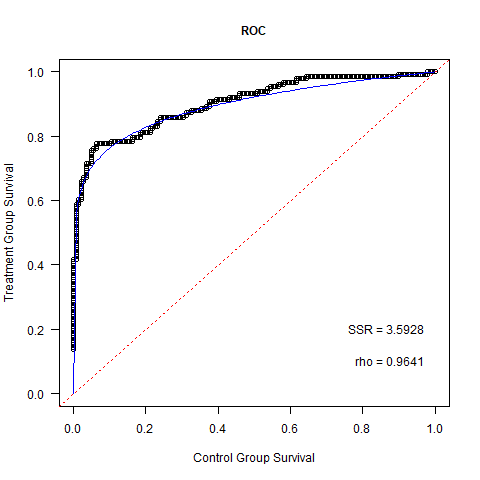 ROC
Treatment Group Survival
1.0
0.8
0.6
0.4
0.2
0.0
SSR = 3.5928
rho = 0.9641
0.0 0.2 0.4 0.6 0.8 1.0
Control Group Survival